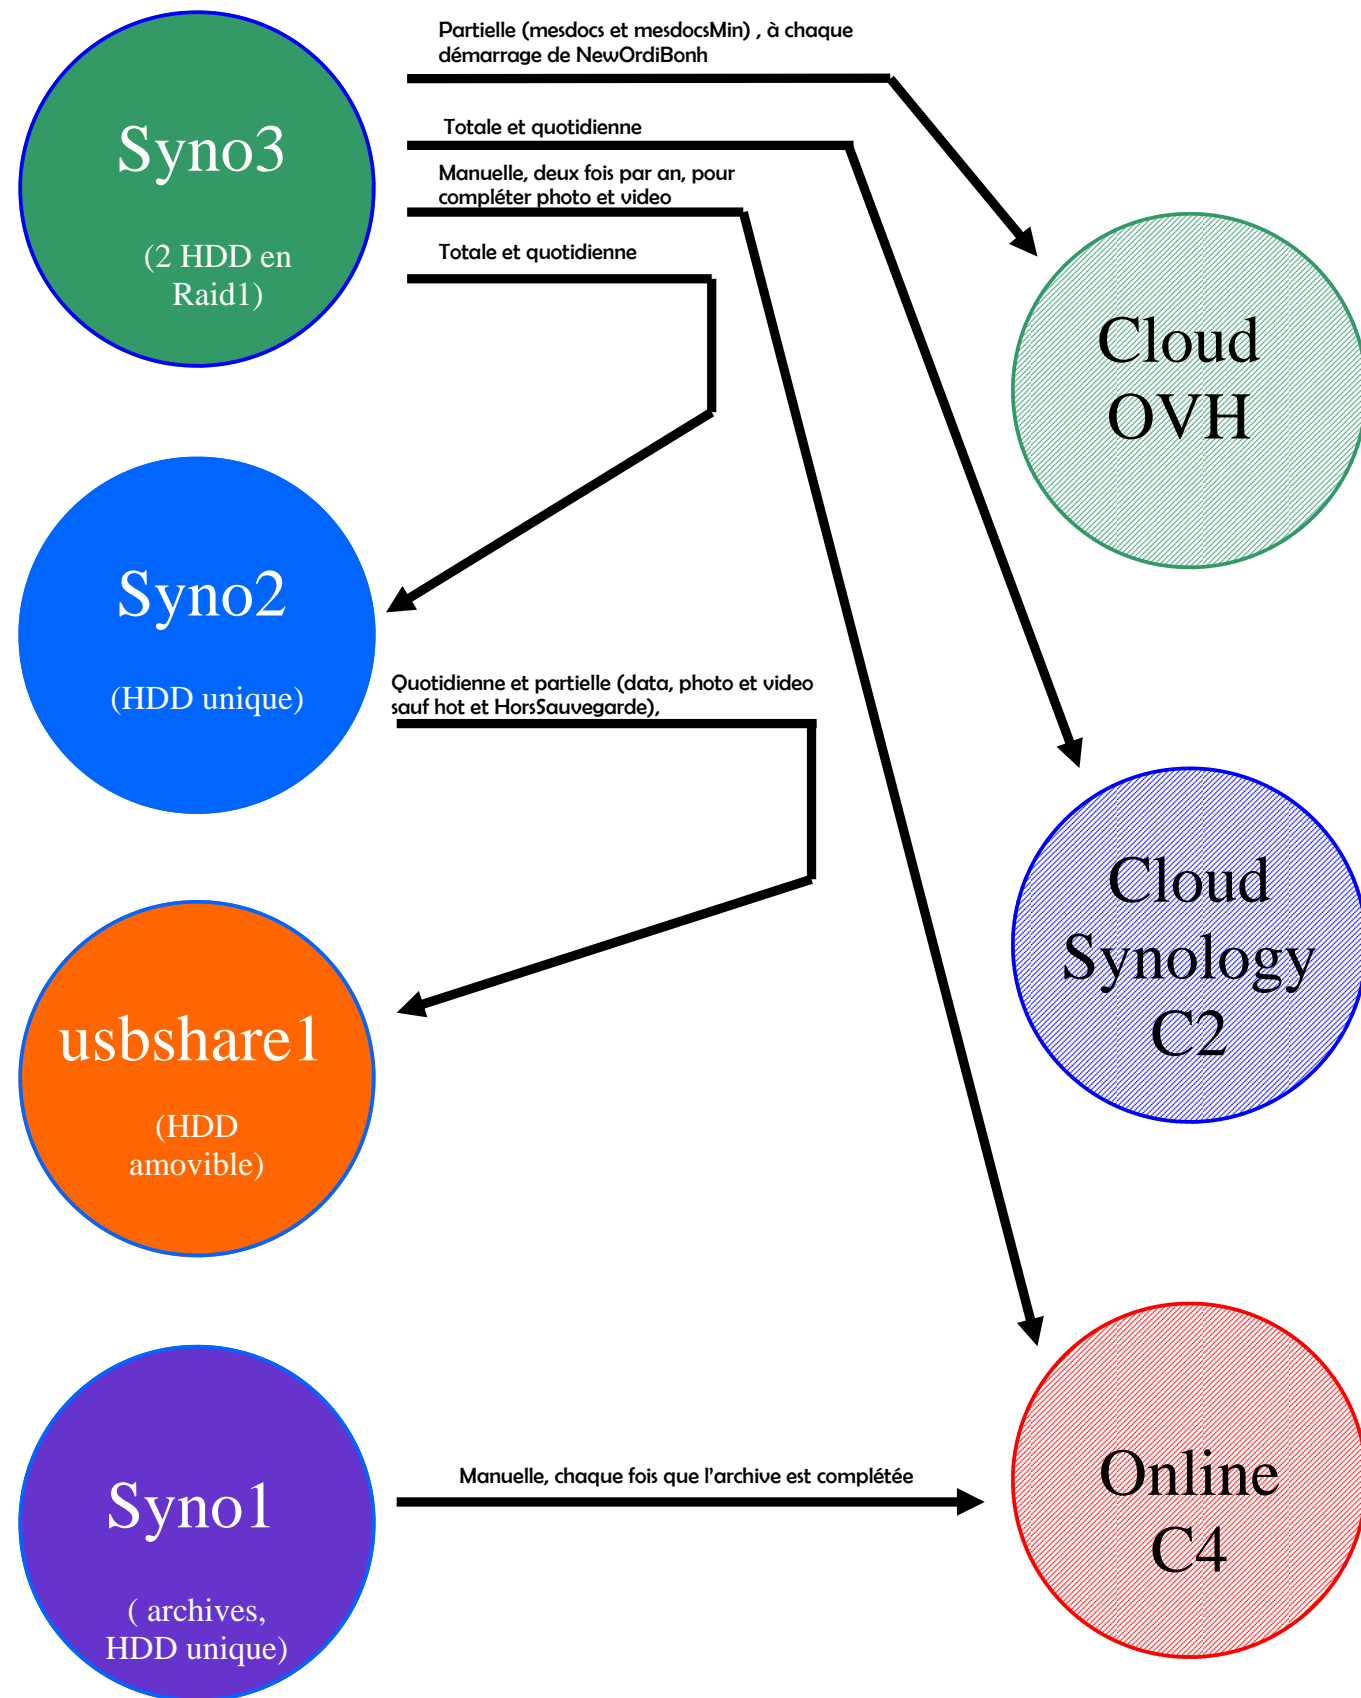 Partielle (mesdocs et mesdocsMin) , à chaque
démarrage de NewOrdiBonh
Syno3
(2 HDD en
Raid1)
Totale et quotidienne
Manuelle, deux fois par an, pour
compléter photo et video
Totale et quotidienne
Cloud
OVH
Syno2
(HDD unique)
Quotidienne et partielle (data, photo et video
sauf hot et HorsSauvegarde),
Cloud
Synology
C2
usbshare1
(HDD
amovible)
Manuelle, chaque fois que l’archive est complétée
Syno1
( archives,
HDD unique)
Online
C4